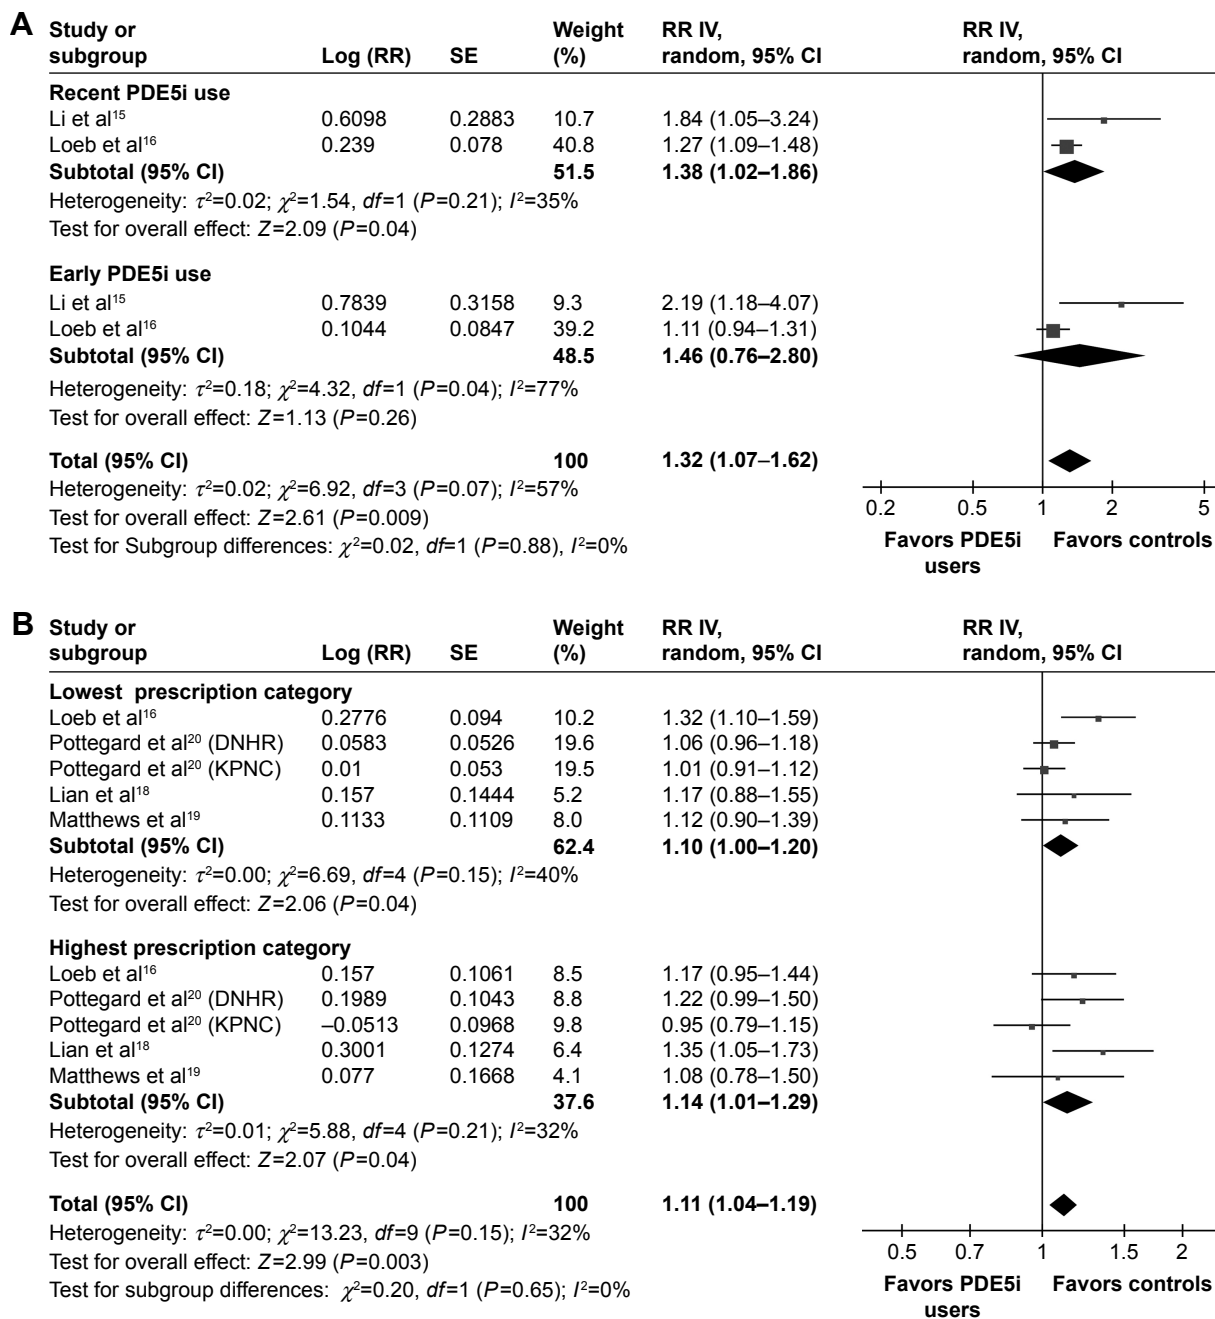 A
Study or subgroup Log (RR) SE Weight (%) RR IV, random, 95% CI RR IV, random, 95% CI
Recent PDE5i use
Li et al15 0.6098 0.2883 10.7 1.84 (1.05–3.24)
Loeb et al16 0.239 0.078 40.8 1.27 (1.09–1.48)
Subtotal (95% CI) 51.5 1.38 (1.02–1.86)
Heterogeneity: τ2=0.02; χ2=1.54, df=1 (P=0.21); I2=35%
Test for overall effect: Z=2.09 (P=0.04)
Early PDE5i use
Li et al15 0.7839 0.3158 9.3 2.19 (1.18–4.07)
Loeb et al16 0.1044 0.0847 39.2 1.11 (0.94–1.31)
Subtotal (95% CI) 48.5 1.46 (0.76–2.80)
Heterogeneity: τ2=0.18; χ2=4.32, df=1 (P=0.04); I2=77%
Test for overall effect: Z=1.13 (P=0.26)
Total (95% CI) 100 1.32 (1.07–1.62)
Heterogeneity: τ2=0.02; χ2=6.92, df=3 (P=0.07); I2=57%
Test for overall effect: Z=2.61 (P=0.009)
Test for Subgroup differences: χ2=0.02, df=1 (P=0.88), I2=0%
0.2 0.5 1 2 5
Favors PDE5i users Favors controls
B
Study or subgroup Log (RR) SE Weight (%) RR IV, random, 95% CI RR IV, random, 95% CI
Lowest prescription category
Loeb et al16 0.2776 0.094 10.2 1.32 (1.10–1.59)
Pottegard et al20 (DNHR) 0.0583 0.0526 19.6 1.06 (0.96–1.18)
Pottegard et al20 (KPNC) 0.01 0.053 19.5 1.01 (0.91–1.12)
Lian et al18 0.157 0.1444 5.2 1.17 (0.88–1.55)
Matthews et al19 0.1133 0.1109 8.0 1.12 (0.90–1.39)
Subtotal (95% CI) 62.4 1.10 (1.00–1.20)
Heterogeneity: τ2=0.00; χ2=6.69, df=4 (P=0.15); I2=40%
Test for overall effect: Z=2.06 (P=0.04)
Highest prescription category
Loeb et al16 0.157 0.1061 8.5 1.17 (0.95–1.44)
Pottegard et al20 (DNHR) 0.1989 0.1043 8.8 1.22 (0.99–1.50)
Pottegard et al20 (KPNC) –0.0513 0.0968 9.8 0.95 (0.79–1.15)
Lian et al18 0.3001 0.1274 6.4 1.35 (1.05–1.73)
Matthews et al19 0.077 0.1668 4.1 1.08 (0.78–1.50)
Subtotal (95% CI) 37.6 1.14 (1.01–1.29)
Heterogeneity: τ2=0.01; χ2=5.88, df=4 (P=0.21); I2=32%
Test for overall effect: Z=2.07 (P=0.04)
Total (95% CI) 100 1.11 (1.04–1.19)
Heterogeneity: τ2=0.00; χ2=13.23, df=9 (P=0.15); I2=32%
Test for overall effect: Z=2.99 (P=0.003)
Test for subgroup differences: χ2=0.20, df=1 (P=0.65); I2=0%
0.5 0.7 1 1.5 2
Favors PDE5i users Favors controls